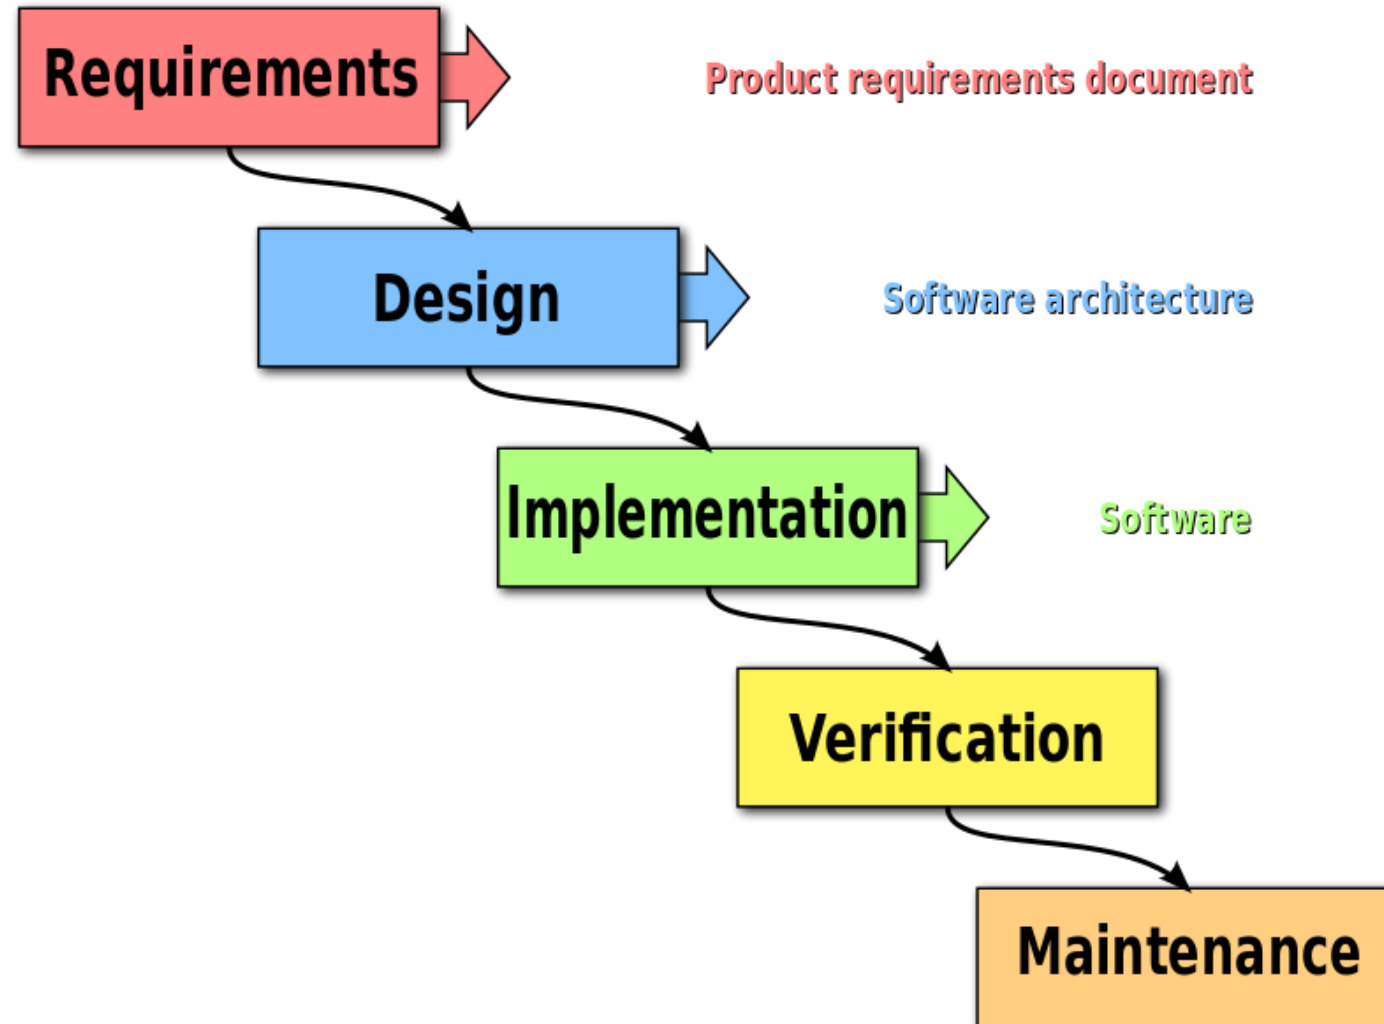 Requirements
Product requirements document
Design
Software architecture
Implementation
Software
Verification
Maintenance